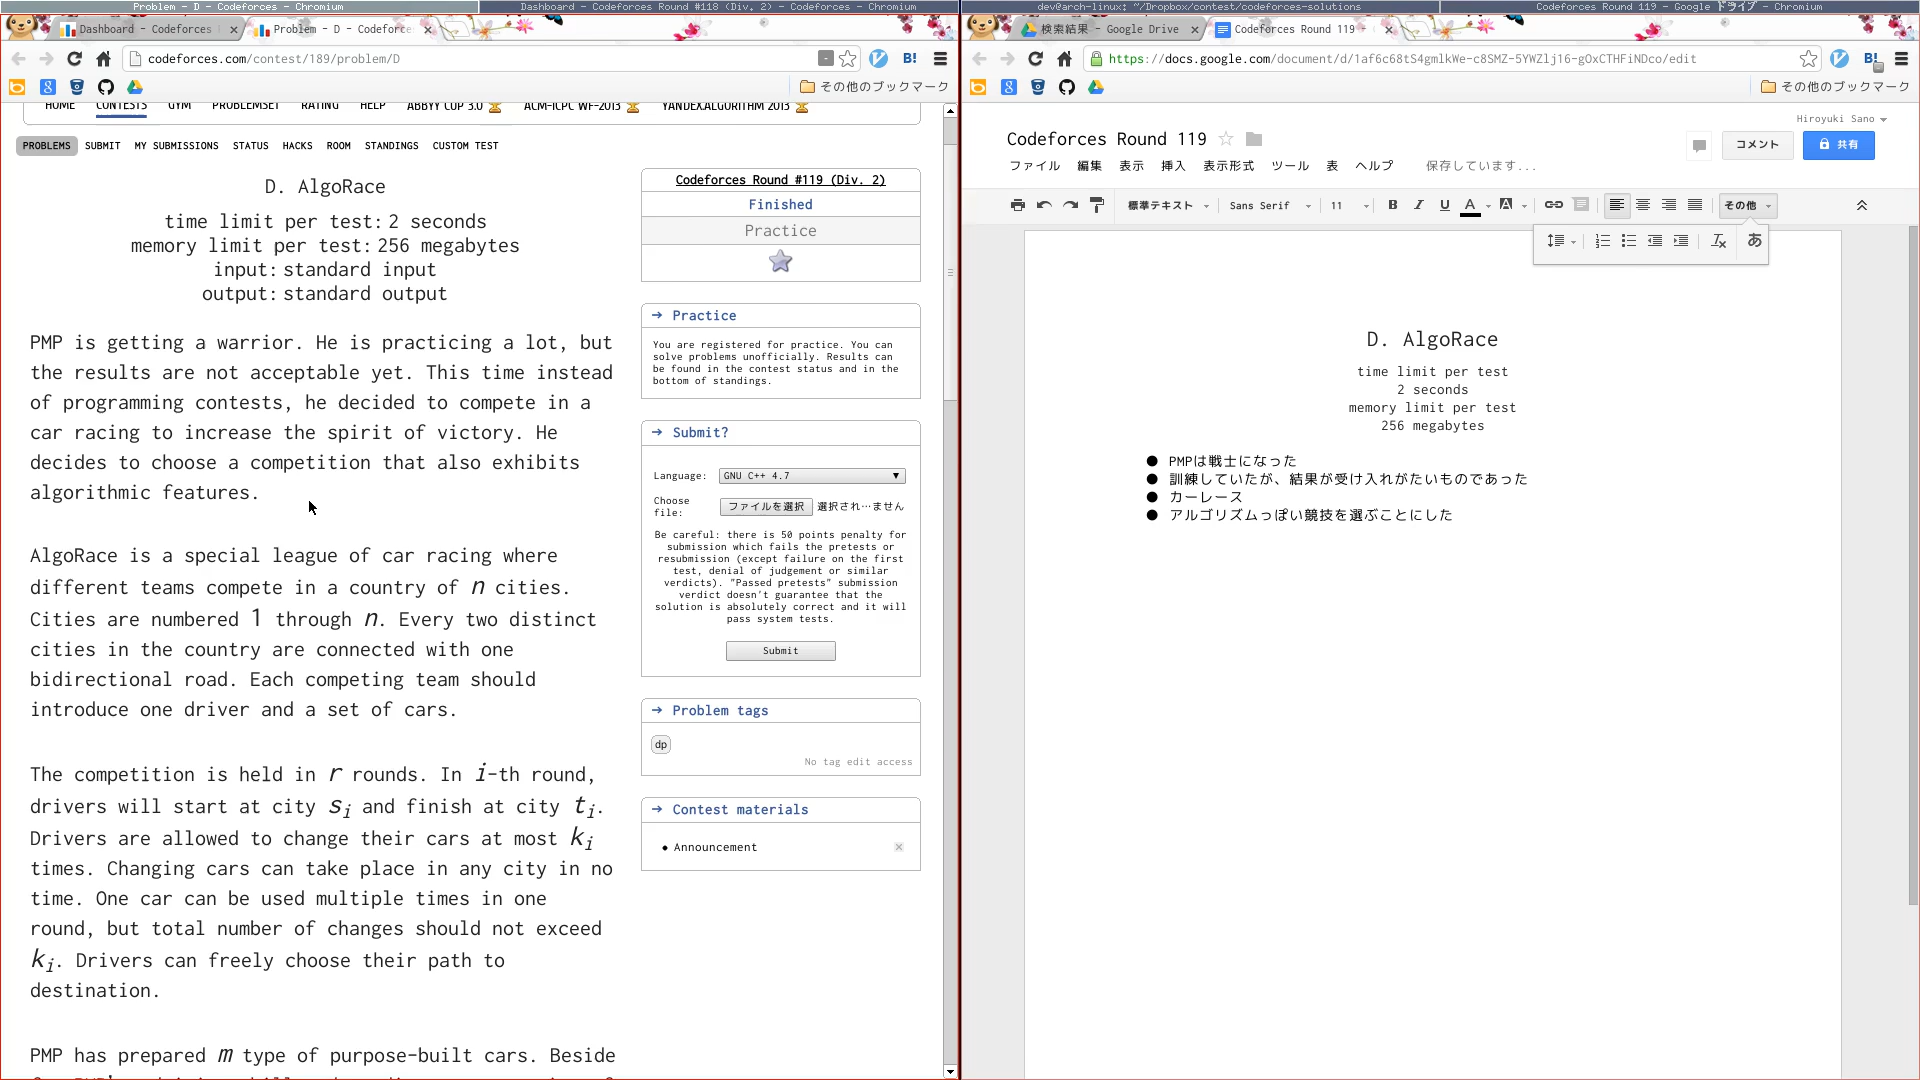 Problem - D - Codeforces - Chromium
Dashboard - Codeforces Round #118 (Div. 2) - Codeforces - Chromium
dev@arch-linux: ~/Dropbox/contest/codeforces-solutions
Codeforces Round 119 - Google ドライブ - Chromium
Dashboard - Codeforces
Problem - D - Codeforce
検索結果 - Google Drive
Codeforces Round 119 -
codeforces.com/contest/189/problem/D
https://docs.google.com/document/d/1af6c68tS4gmlkWe-c8SMZ-5YWZlj16-gOxCTHFiNDco/edit
その他のブックマーク
その他のブックマーク
HOME CONTESTS GYM PROBLEMSET RATING HELP ABBYY CUP 3.0 ACM-ICPC WF-2013 YANDEX.ALGORITHM 2013
PROBLEMS SUBMIT MY SUBMISSIONS STATUS HACKS ROOM STANDINGS CUSTOM TEST
D. AlgoRace
time limit per test: 2 seconds
memory limit per test: 256 megabytes
input: standard input
output: standard output
PMP is getting a warrior. He is practicing a lot, but
the results are not acceptable yet. This time instead
of programming contests, he decided to compete in a
car racing to increase the spirit of victory. He
decides to choose a competition that also exhibits
algorithmic features.
AlgoRace is a special league of car racing where
different teams compete in a country of n cities.
Cities are numbered 1 through n. Every two distinct
cities in the country are connected with one
bidirectional road. Each competing team should
introduce one driver and a set of cars.
The competition is held in r rounds. In i-th round,
drivers will start at city si and finish at city ti.
Drivers are allowed to change their cars at most ki
times. Changing cars can take place in any city in no
time. One car can be used multiple times in one
round, but total number of changes should not exceed
ki. Drivers can freely choose their path to
destination.
PMP has prepared m type of purpose-built cars. Beside
Codeforces Round #119 (Div. 2)
Finished
Practice
→ Practice
You are registered for practice. You can
solve problems unofficially. Results can
be found in the contest status and in the
bottom of standings.
→ Submit?
Language: GNU C++ 4.7
Choose file: ファイルを選択 選択され…ません
Be careful: there is 50 points penalty for
submission which fails the pretests or
resubmission (except failure on the first
test, denial of judgement or similar
verdicts). "Passed pretests" submission
verdict doesn't guarantee that the
solution is absolutely correct and it will
pass system tests.
Submit
→ Problem tags
dp
No tag edit access
→ Contest materials
Announcement
Hiroyuki Sano
Codeforces Round 119
コメント
共有
ファイル 編集 表示 挿入 表示形式 ツール 表 ヘルプ 保存しています...
標準テキスト Sans Serif 11 B I U A A その他
あ
D. AlgoRace
time limit per test
2 seconds
memory limit per test
256 megabytes
● PMPは戦士になった
● 訓練していたが、結果が受け入れがたいものであった
● カーレース
● アルゴリズムっぽい競技を選ぶことにした